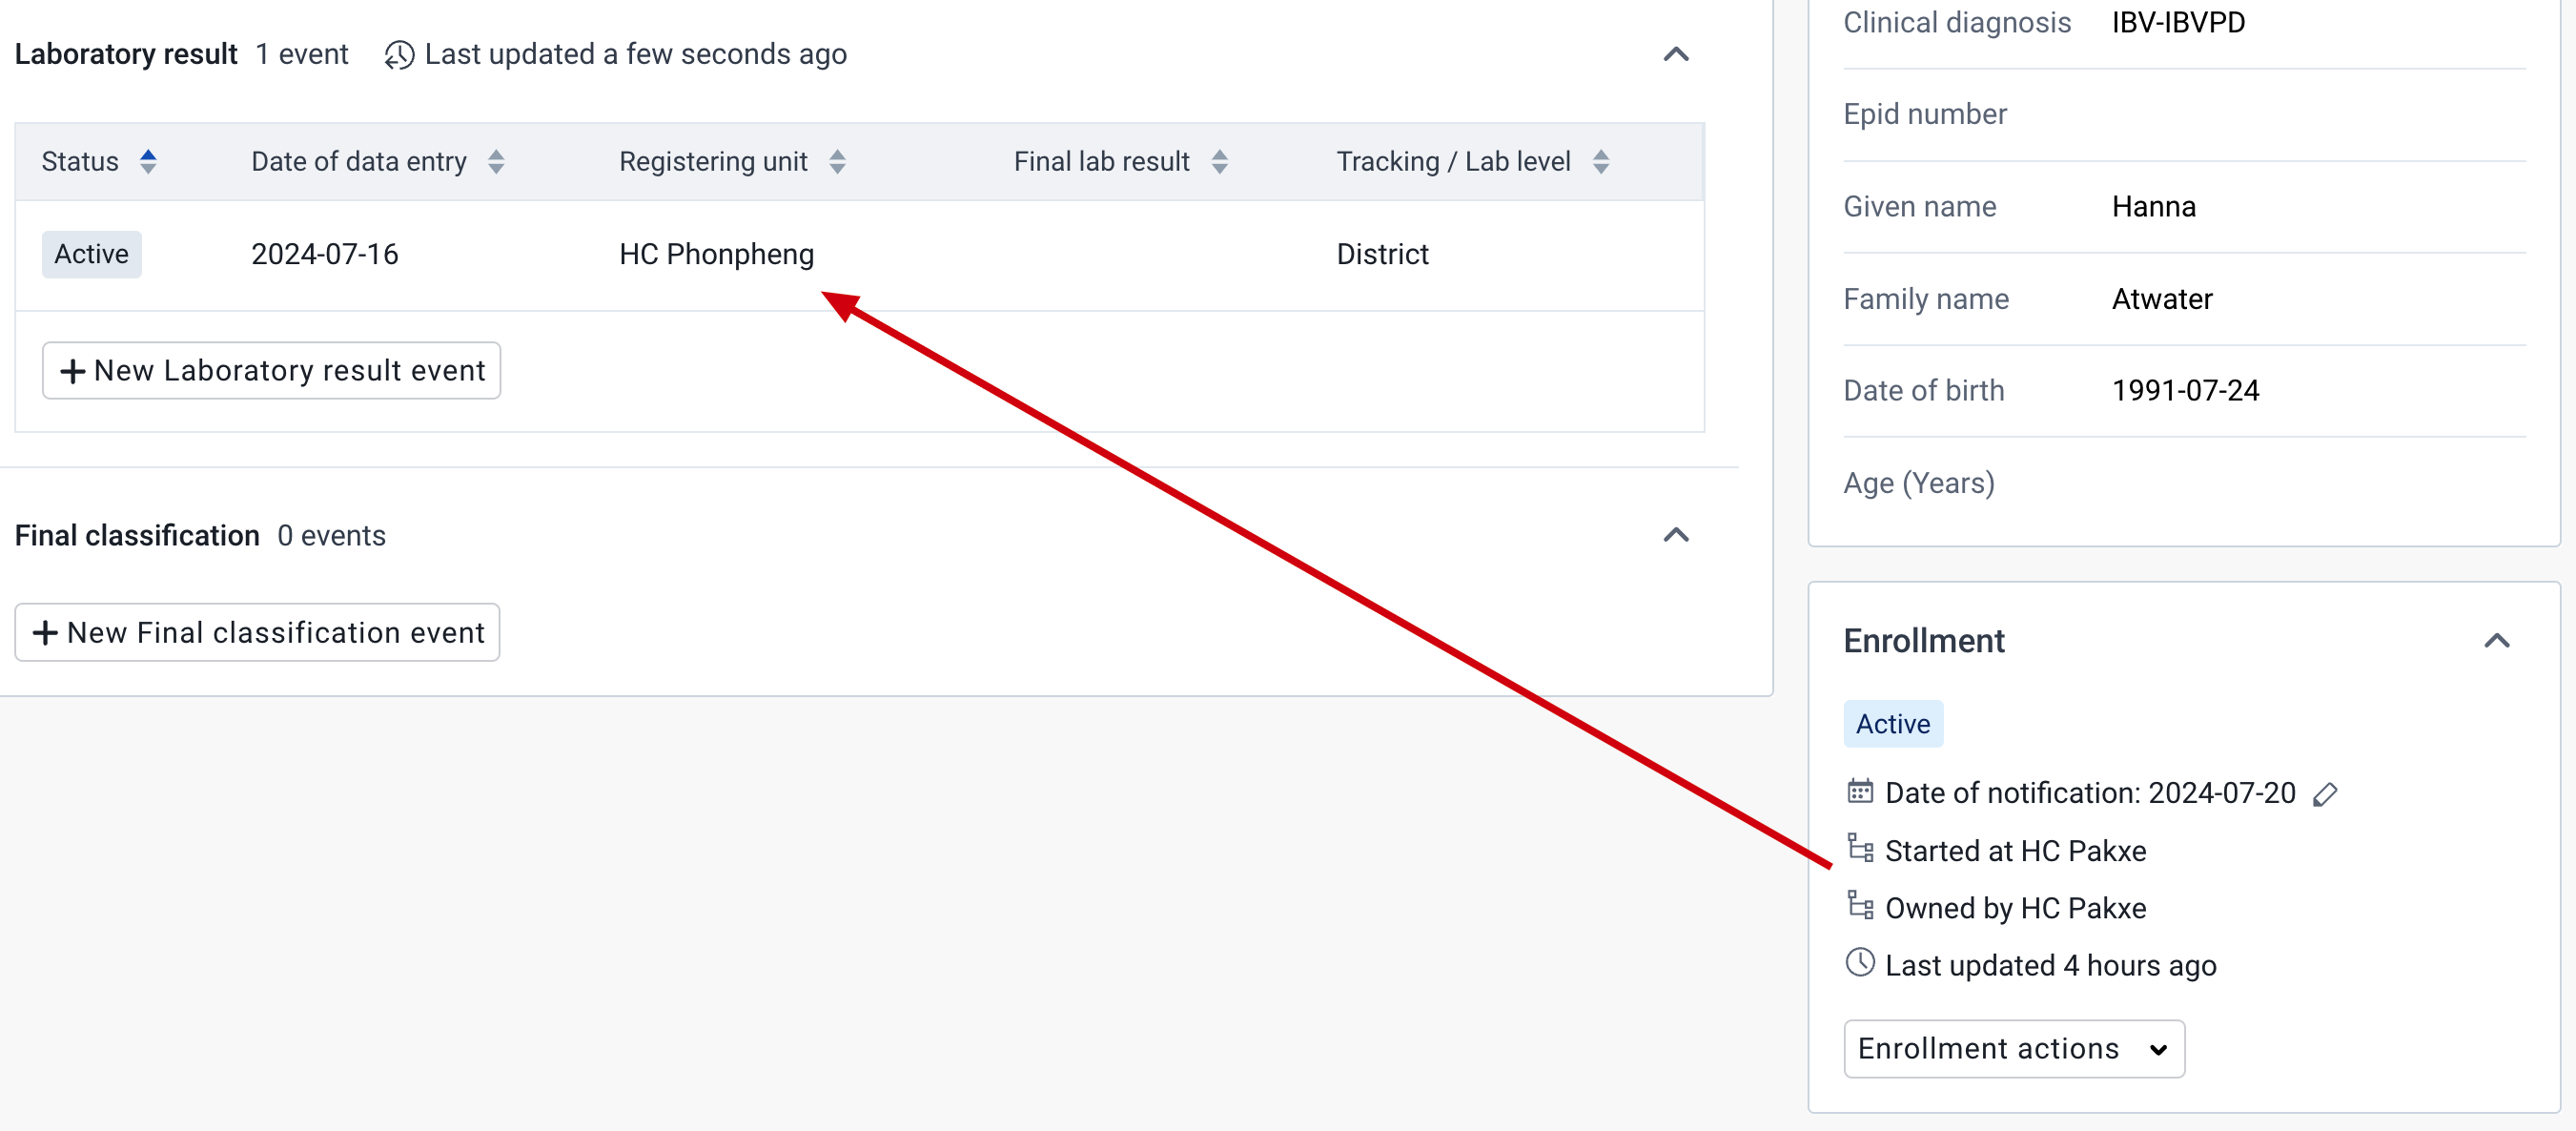 Laboratory result 1 event Last updated a few seconds ago
Status Date of data entry Registering unit Final lab result Tracking / Lab level
Active 2024-07-16 HC Phonpheng District
New Laboratory result event
Final classification 0 events
New Final classification event
Clinical diagnosis IBV-IBVPD
Epid number
Given name Hanna
Family name Atwater
Date of birth 1991-07-24
Age (Years)
Enrollment
Active
Date of notification: 2024-07-20
Started at HC Pakxe
Owned by HC Pakxe
Last updated 4 hours ago
Enrollment actions